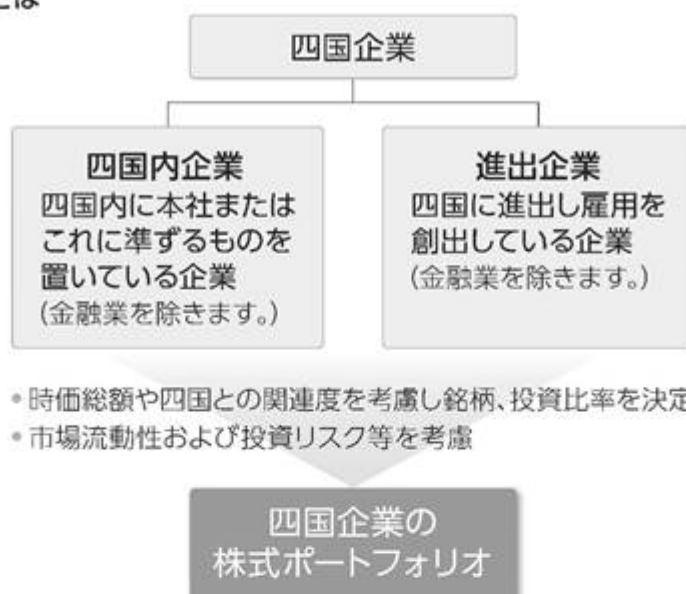 とは
四国企業
四国内企業
四国内に本社または
これに準ずるものを
置いている企業
(金融業を除きます。)
進出企業
四国に進出し雇用を
創出している企業
(金融業を除きます。)
• 時価総額や四国との関連度を考慮し銘柄、投資比率を決定
• 市場流動性および投資リスク等を考慮
四国企業の
株式ポートフォリオ